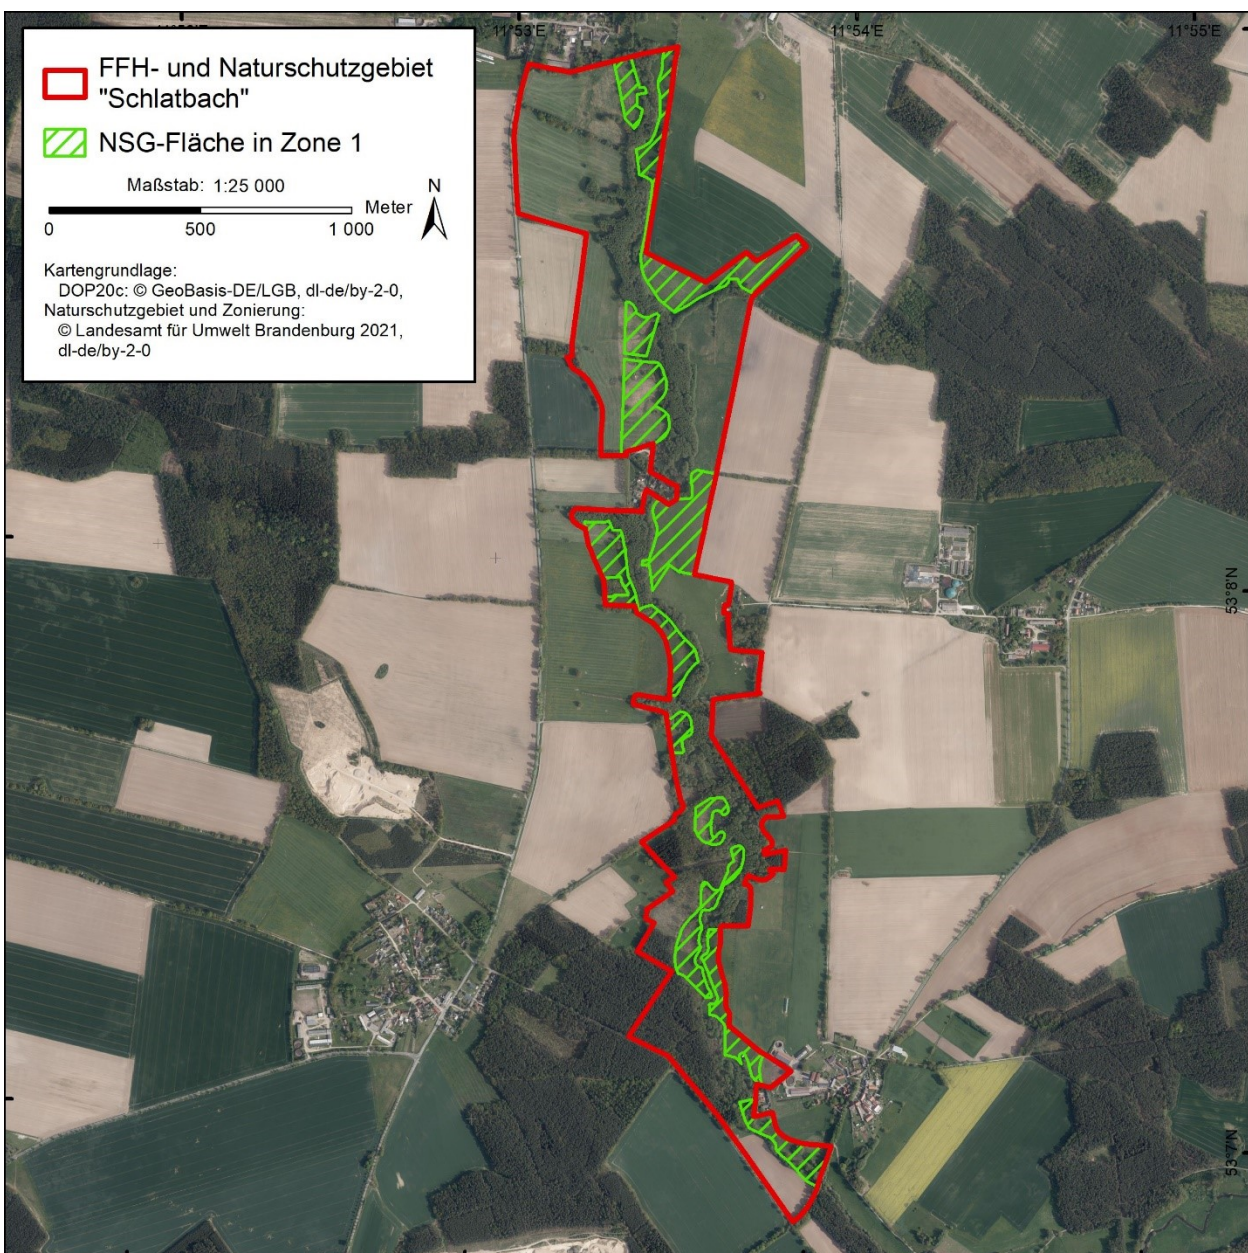 11°53'E
11°54'E
11°55'E
FFH- und Naturschutzgebiet
"Schlatbach"
NSG-Fläche in Zone 1
Maßstab: 1:25 000
N
Meter
0 500 1 000
Kartengrundlage:
DOP20c: © GeoBasis-DE/LGB, dl-de/by-2-0,
Naturschutzgebiet und Zonierung:
© Landesamt für Umwelt Brandenburg 2021,
dl-de/by-2-0
53°8'N
53°7'N